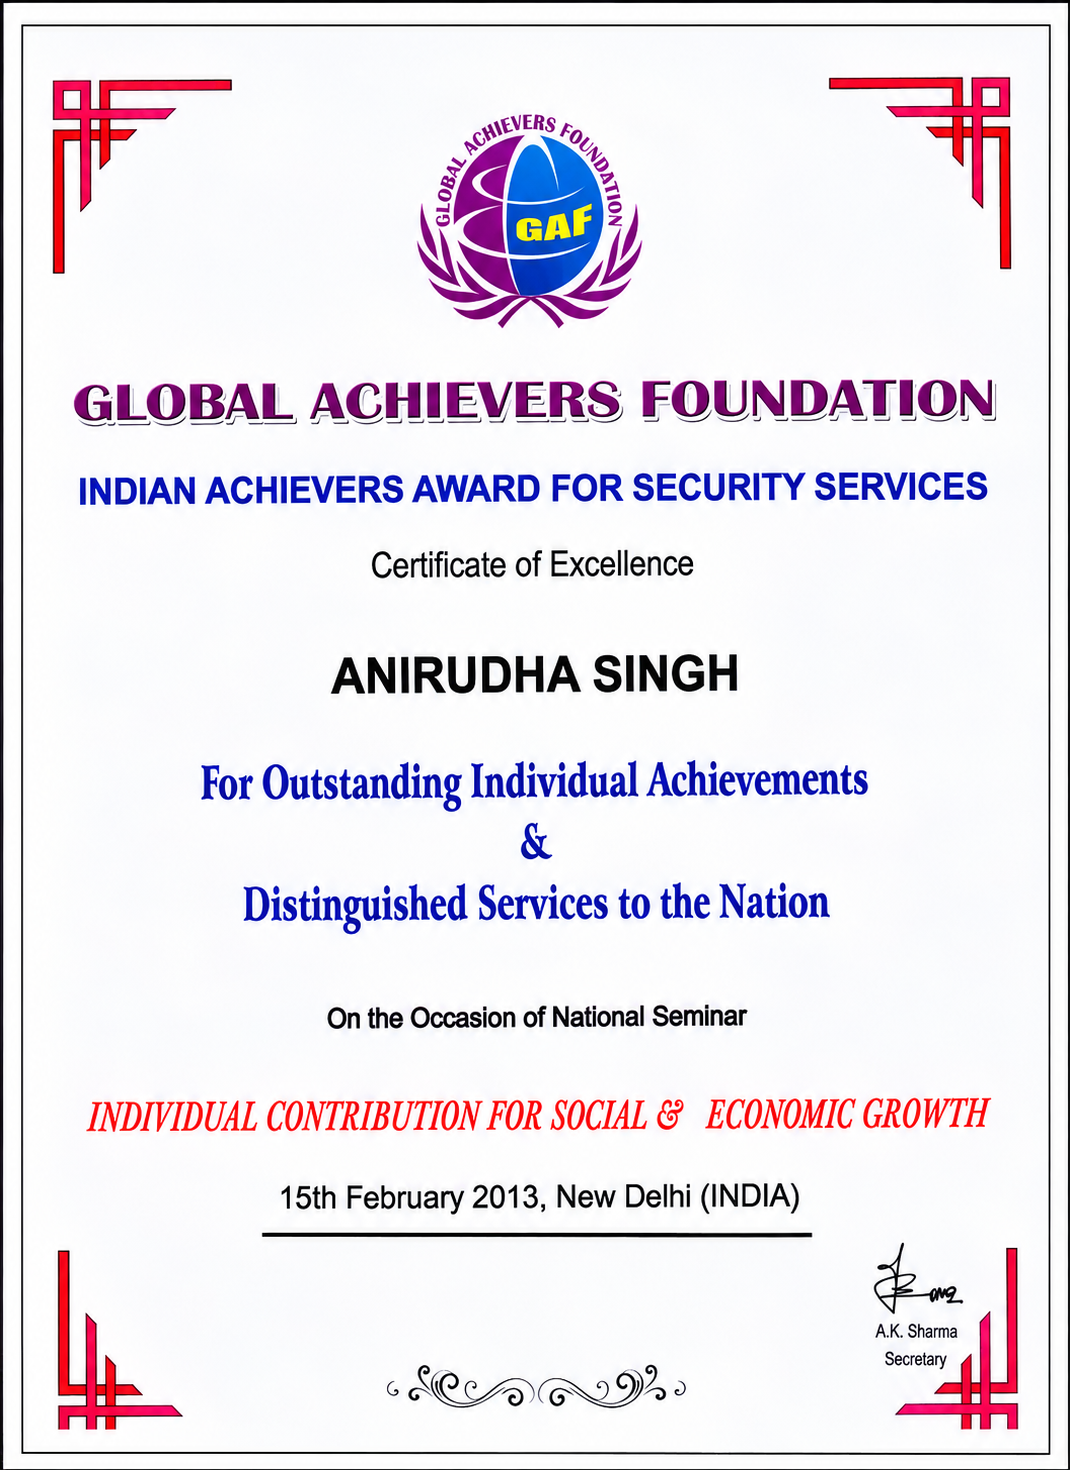 GLOBAL ACHIEVERS FOUNDATION
GAF
GLOBAL ACHIEVERS FOUNDATION
INDIAN ACHIEVERS AWARD FOR SECURITY SERVICES
Certificate of Excellence
ANIRUDHA SINGH
For Outstanding Individual Achievements
&
Distinguished Services to the Nation
On the Occasion of National Seminar
INDIVIDUAL CONTRIBUTION FOR SOCIAL & ECONOMIC GROWTH
15th February 2013, New Delhi (INDIA)
A.K. Sharma
Secretary